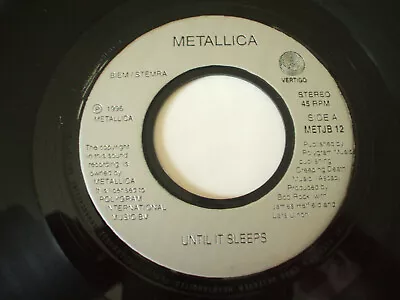 METALLICA
BIEM / STEMRA
VERTIGO
STEREO
45 RPM
℗ 1996
METALLICA
SIDE A
METJB 12
The copyright
in this sound
recording is
owned by
METALLICA
It is licensed to
POLYGRAM
INTERNATIONAL
MUSIC BV
Published by
Polygram Music
publishing
Creeping Death
Music Ascap
Produced by
Bob Rock with
James Hetfield and
Lars Ulrich
UNTIL IT SLEEPS